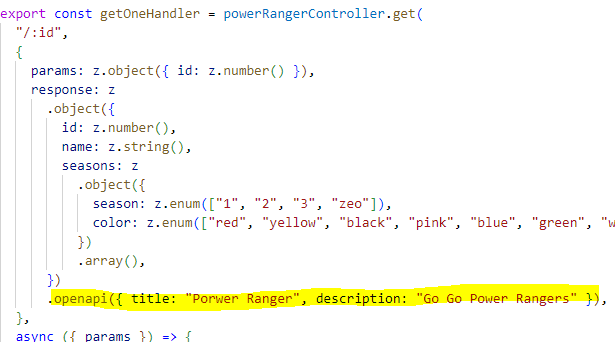 export const getOneHandler = powerRangerController.get(
"/:id",
{
params: z.object({ id: z.number() }),
response: z
.object({
id: z.number(),
name: z.string(),
seasons: z
.object({
season: z.enum(["1", "2", "3", "zeo"]),
color: z.enum(["red", "yellow", "black", "pink", "blue", "green", "w
})
.array(),
})
.openapi({ title: "Porwer Ranger", description: "Go Go Power Rangers" }),
},
async ({ params }) => {